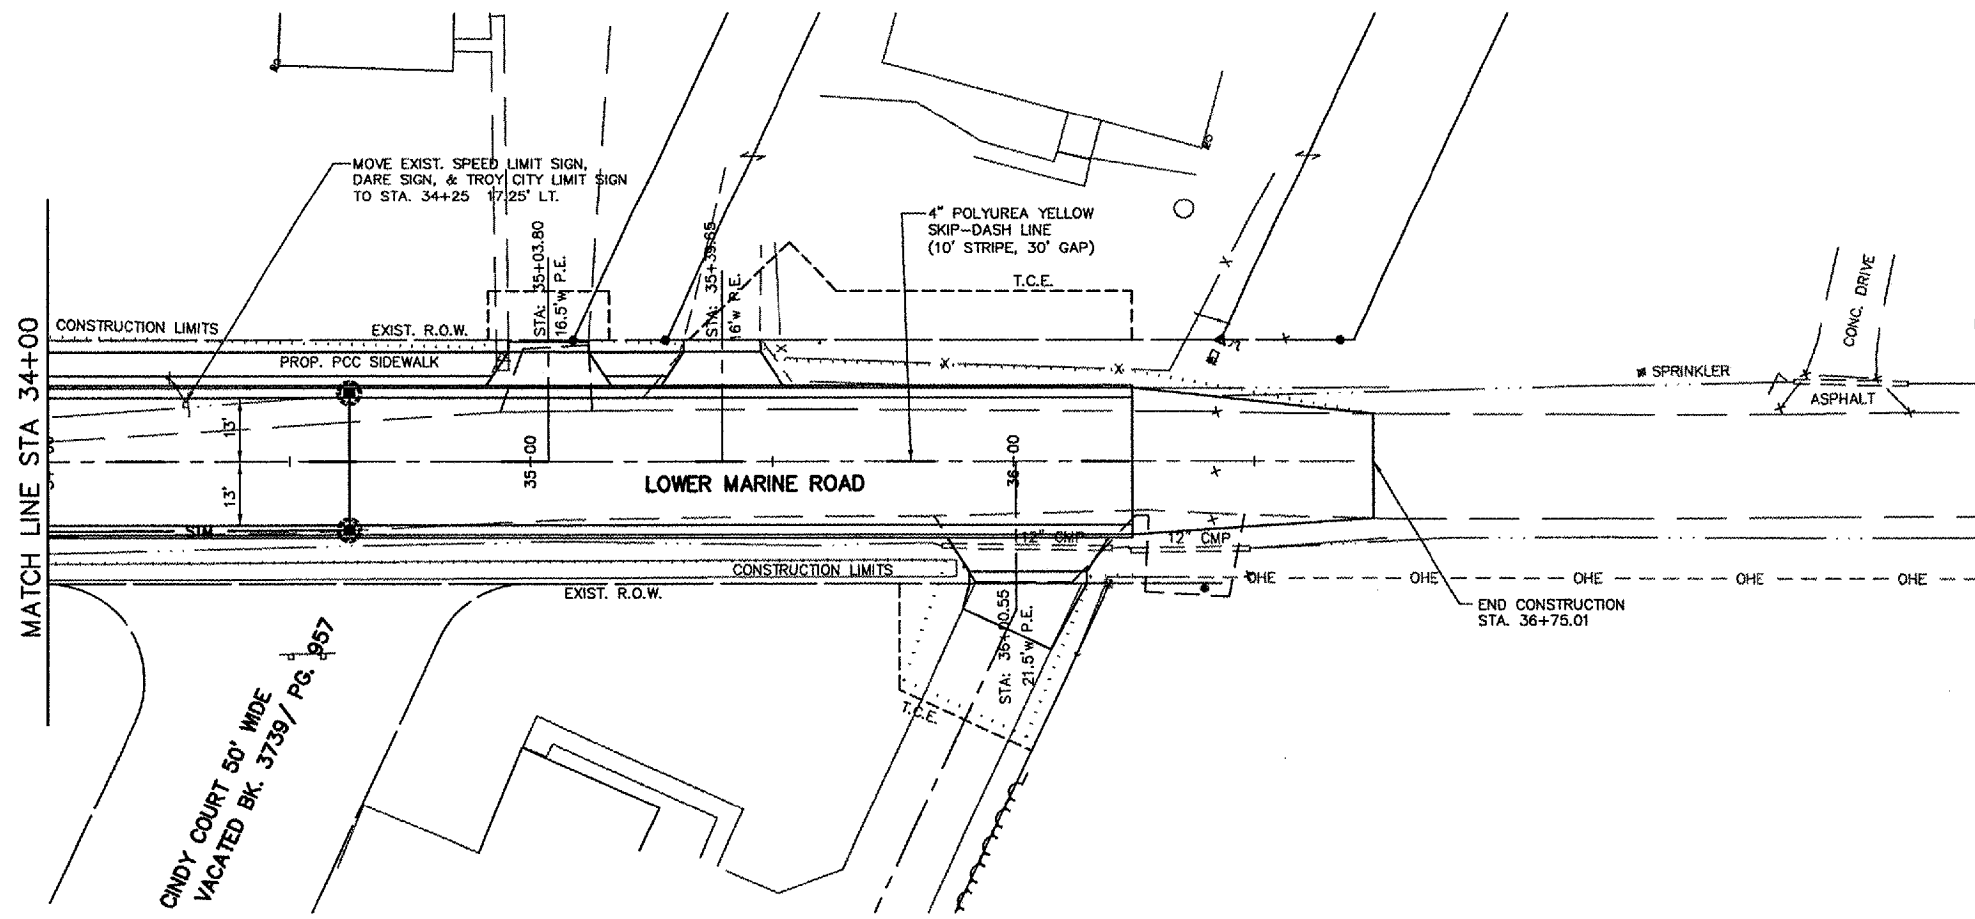 MOVE EXIST. SPEED LIMIT SIGN,
DARE SIGN, & TROY CITY LIMIT SIGN
TO STA. 34+25 17.25' LT.
4" POLYUREA YELLOW
SKIP-DASH LINE
(10' STRIPE, 30' GAP)
STA: 35+03.80
16.5'w P.E.
STA: 35+39.65
16'w P.E.
T.C.E.
CONC. DRIVE
CONSTRUCTION LIMITS
EXIST. R.O.W.
PROP. PCC SIDEWALK
SPRINKLER
ASPHALT
MATCH LINE STA 34+00
13'
13'
35+00
36+00
LOWER MARINE ROAD
STM
12" CMP
12" CMP
CONSTRUCTION LIMITS
EXIST. R.O.W.
OHE
OHE
OHE
OHE
OHE
END CONSTRUCTION
STA. 36+75.01
STA: 36+00.55
21.5'w P.E.
T.C.E.
CINDY COURT 50' WIDE
VACATED BK. 3739/ PG. 957